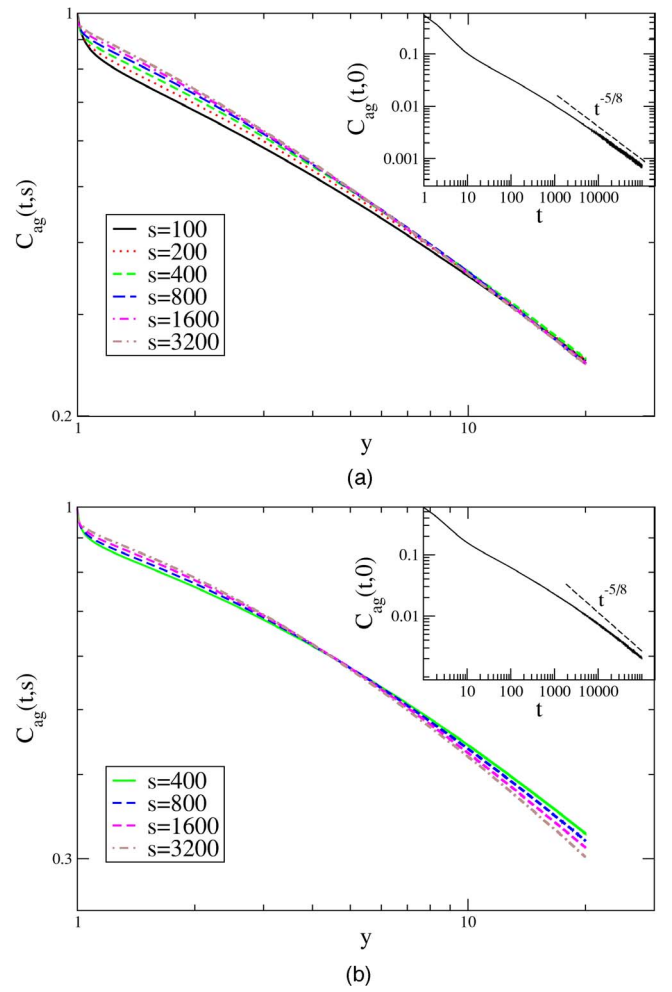 1
C_ag(t,s)
0.2
1
10
y
s=100
s=200
s=400
s=800
s=1600
s=3200
C_ag(t,0)
0.1
0.01
0.001
t^-5/8
1
10
100
1000
10000
t
(a)
1
C_ag(t,s)
0.3
1
10
y
s=400
s=800
s=1600
s=3200
C_ag(t,0)
0.1
0.01
t^-5/8
1
10
100
1000
10000
t
(b)